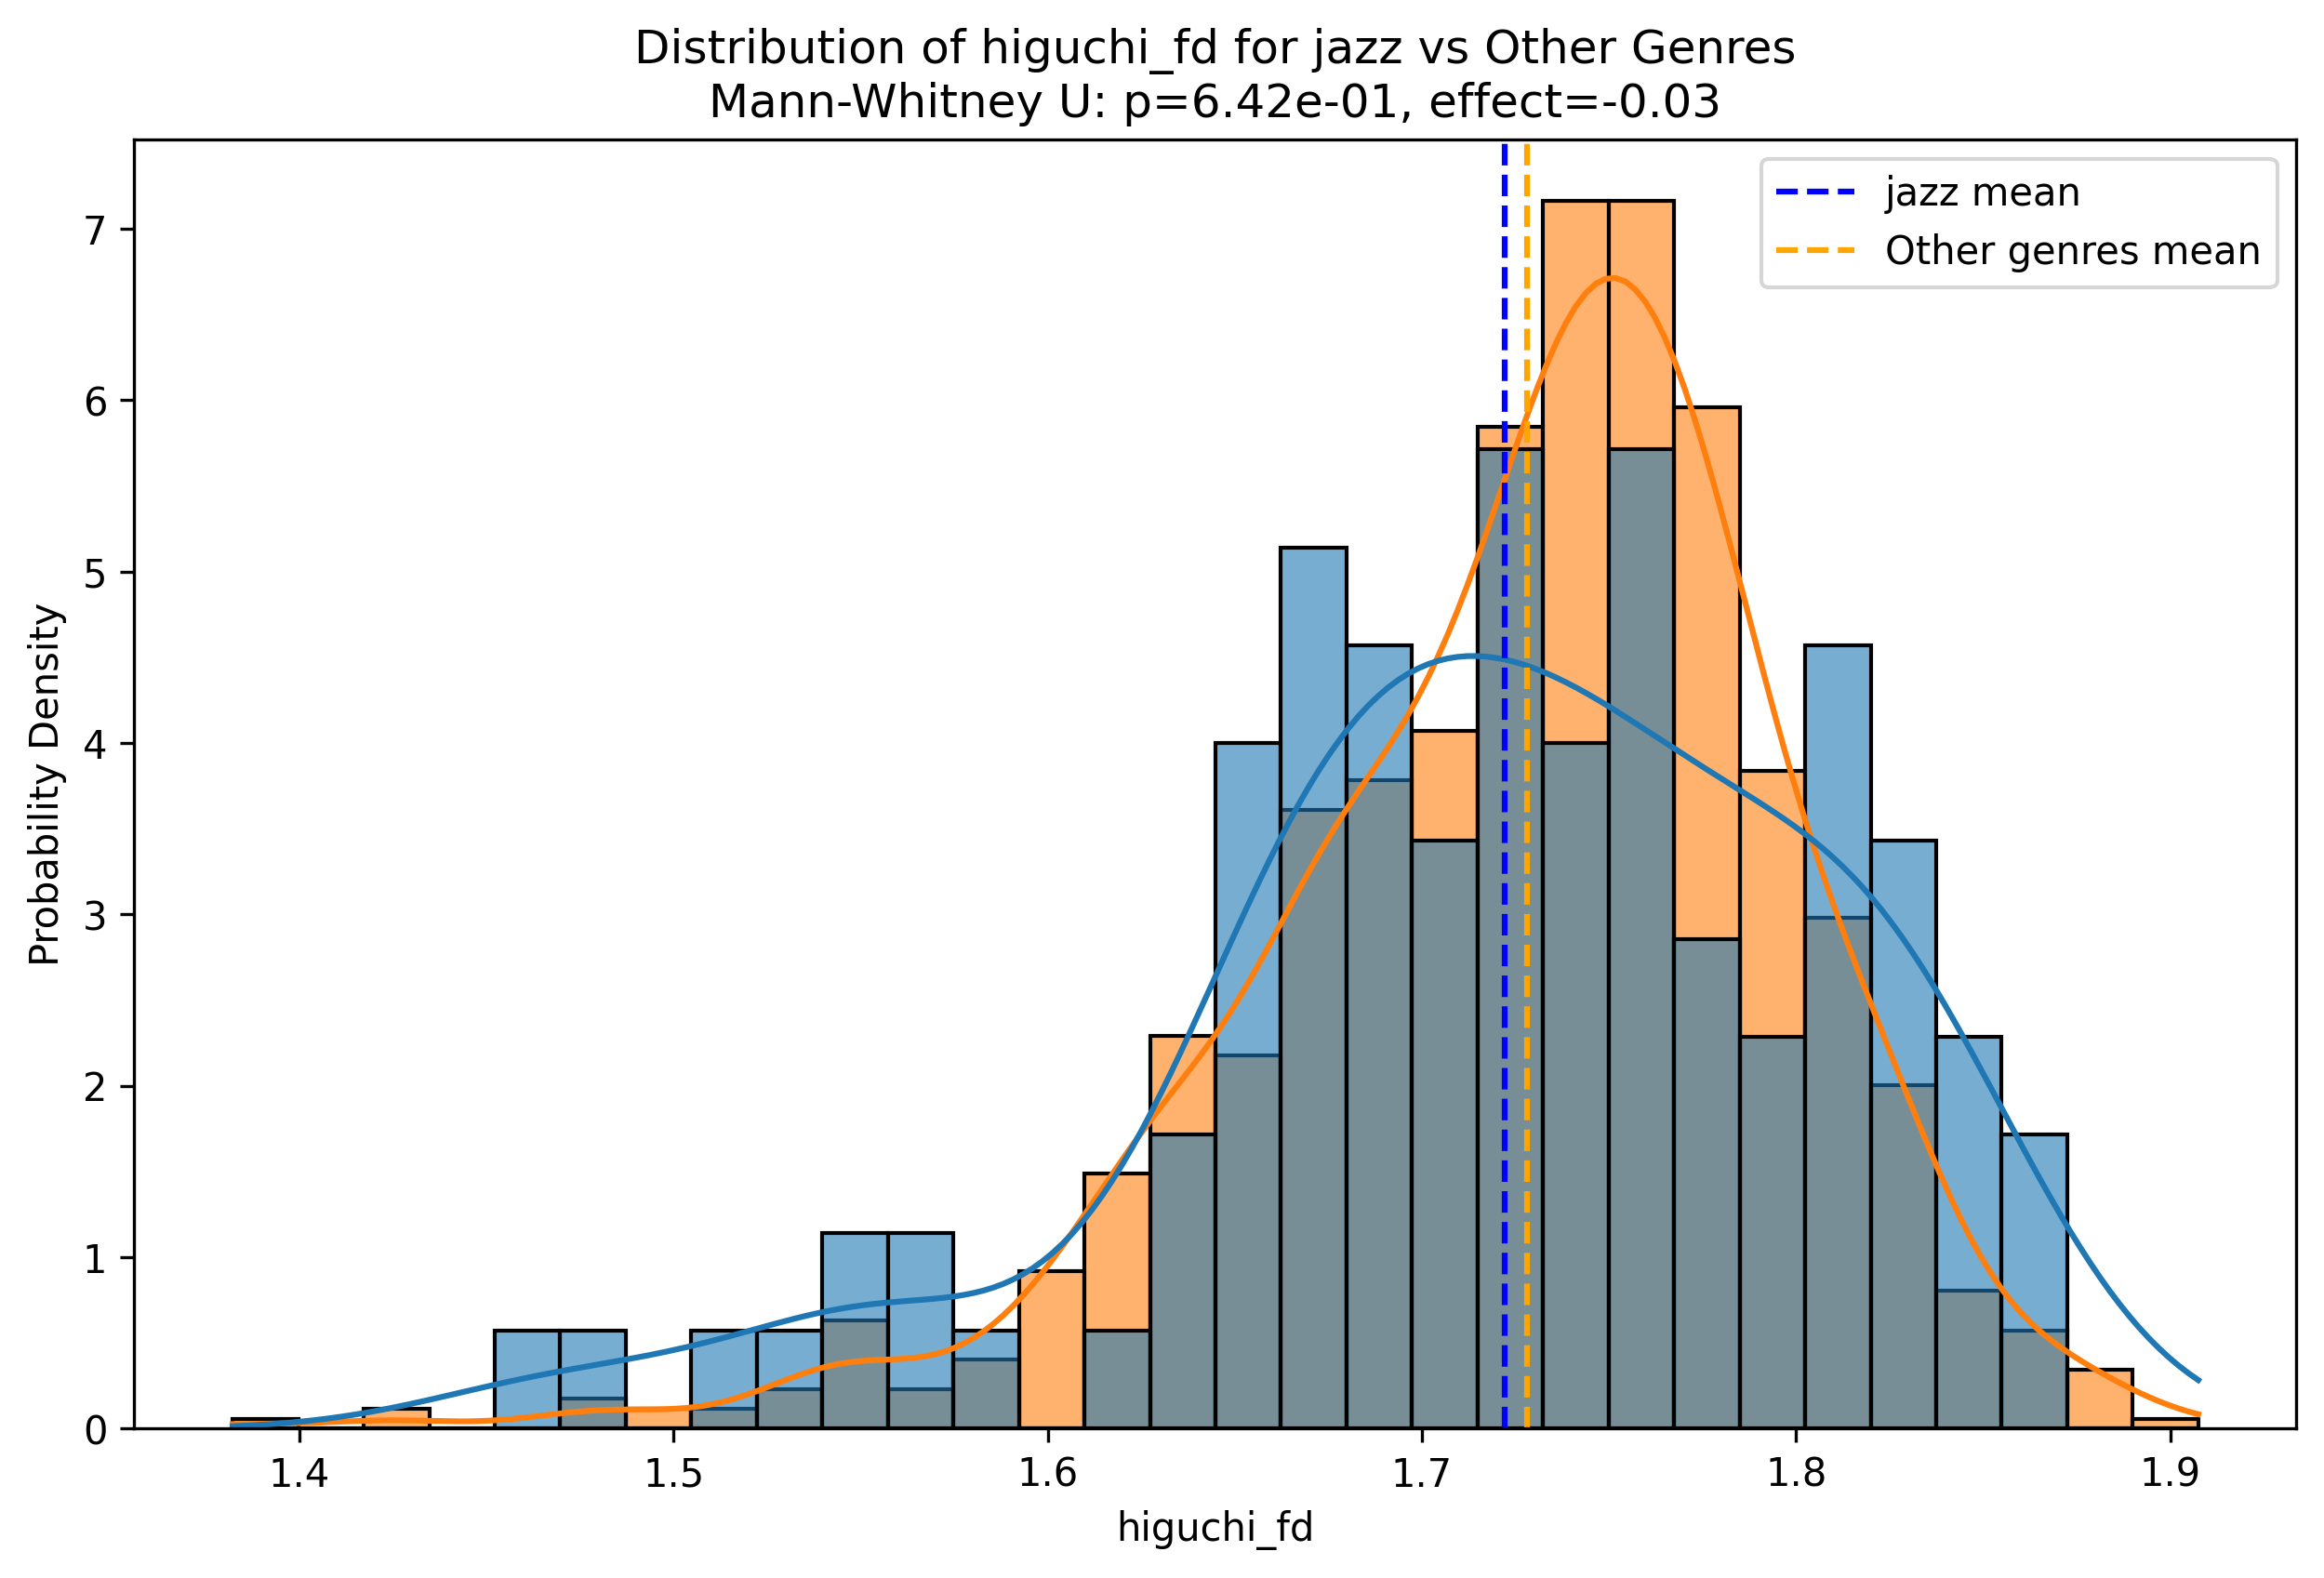 Distribution of higuchi_fd for jazz vs Other Genres
Mann-Whitney U: p=6.42e-01, effect=-0.03
jazz mean
Other genres mean
7
6
5
4
3
2
1
0
Probability Density
1.4 1.5 1.6 1.7 1.8 1.9
higuchi_fd